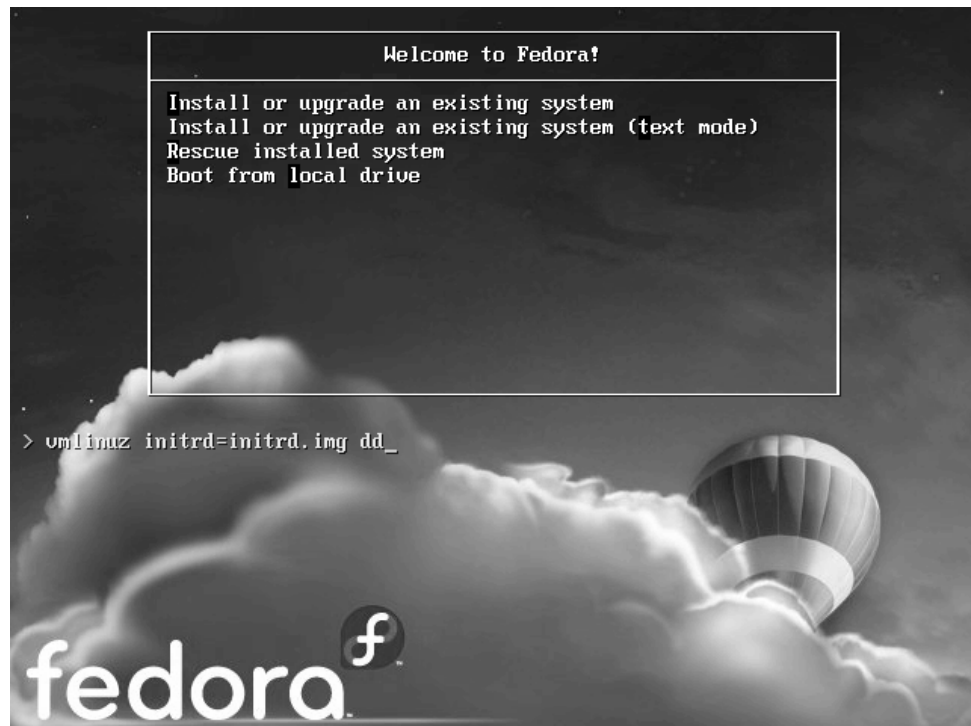 Welcome to Fedora!
Install or upgrade an existing system
Install or upgrade an existing system (text mode)
Rescue installed system
Boot from local drive
> vmlinuz initrd=initrd.img dd_
fedora f